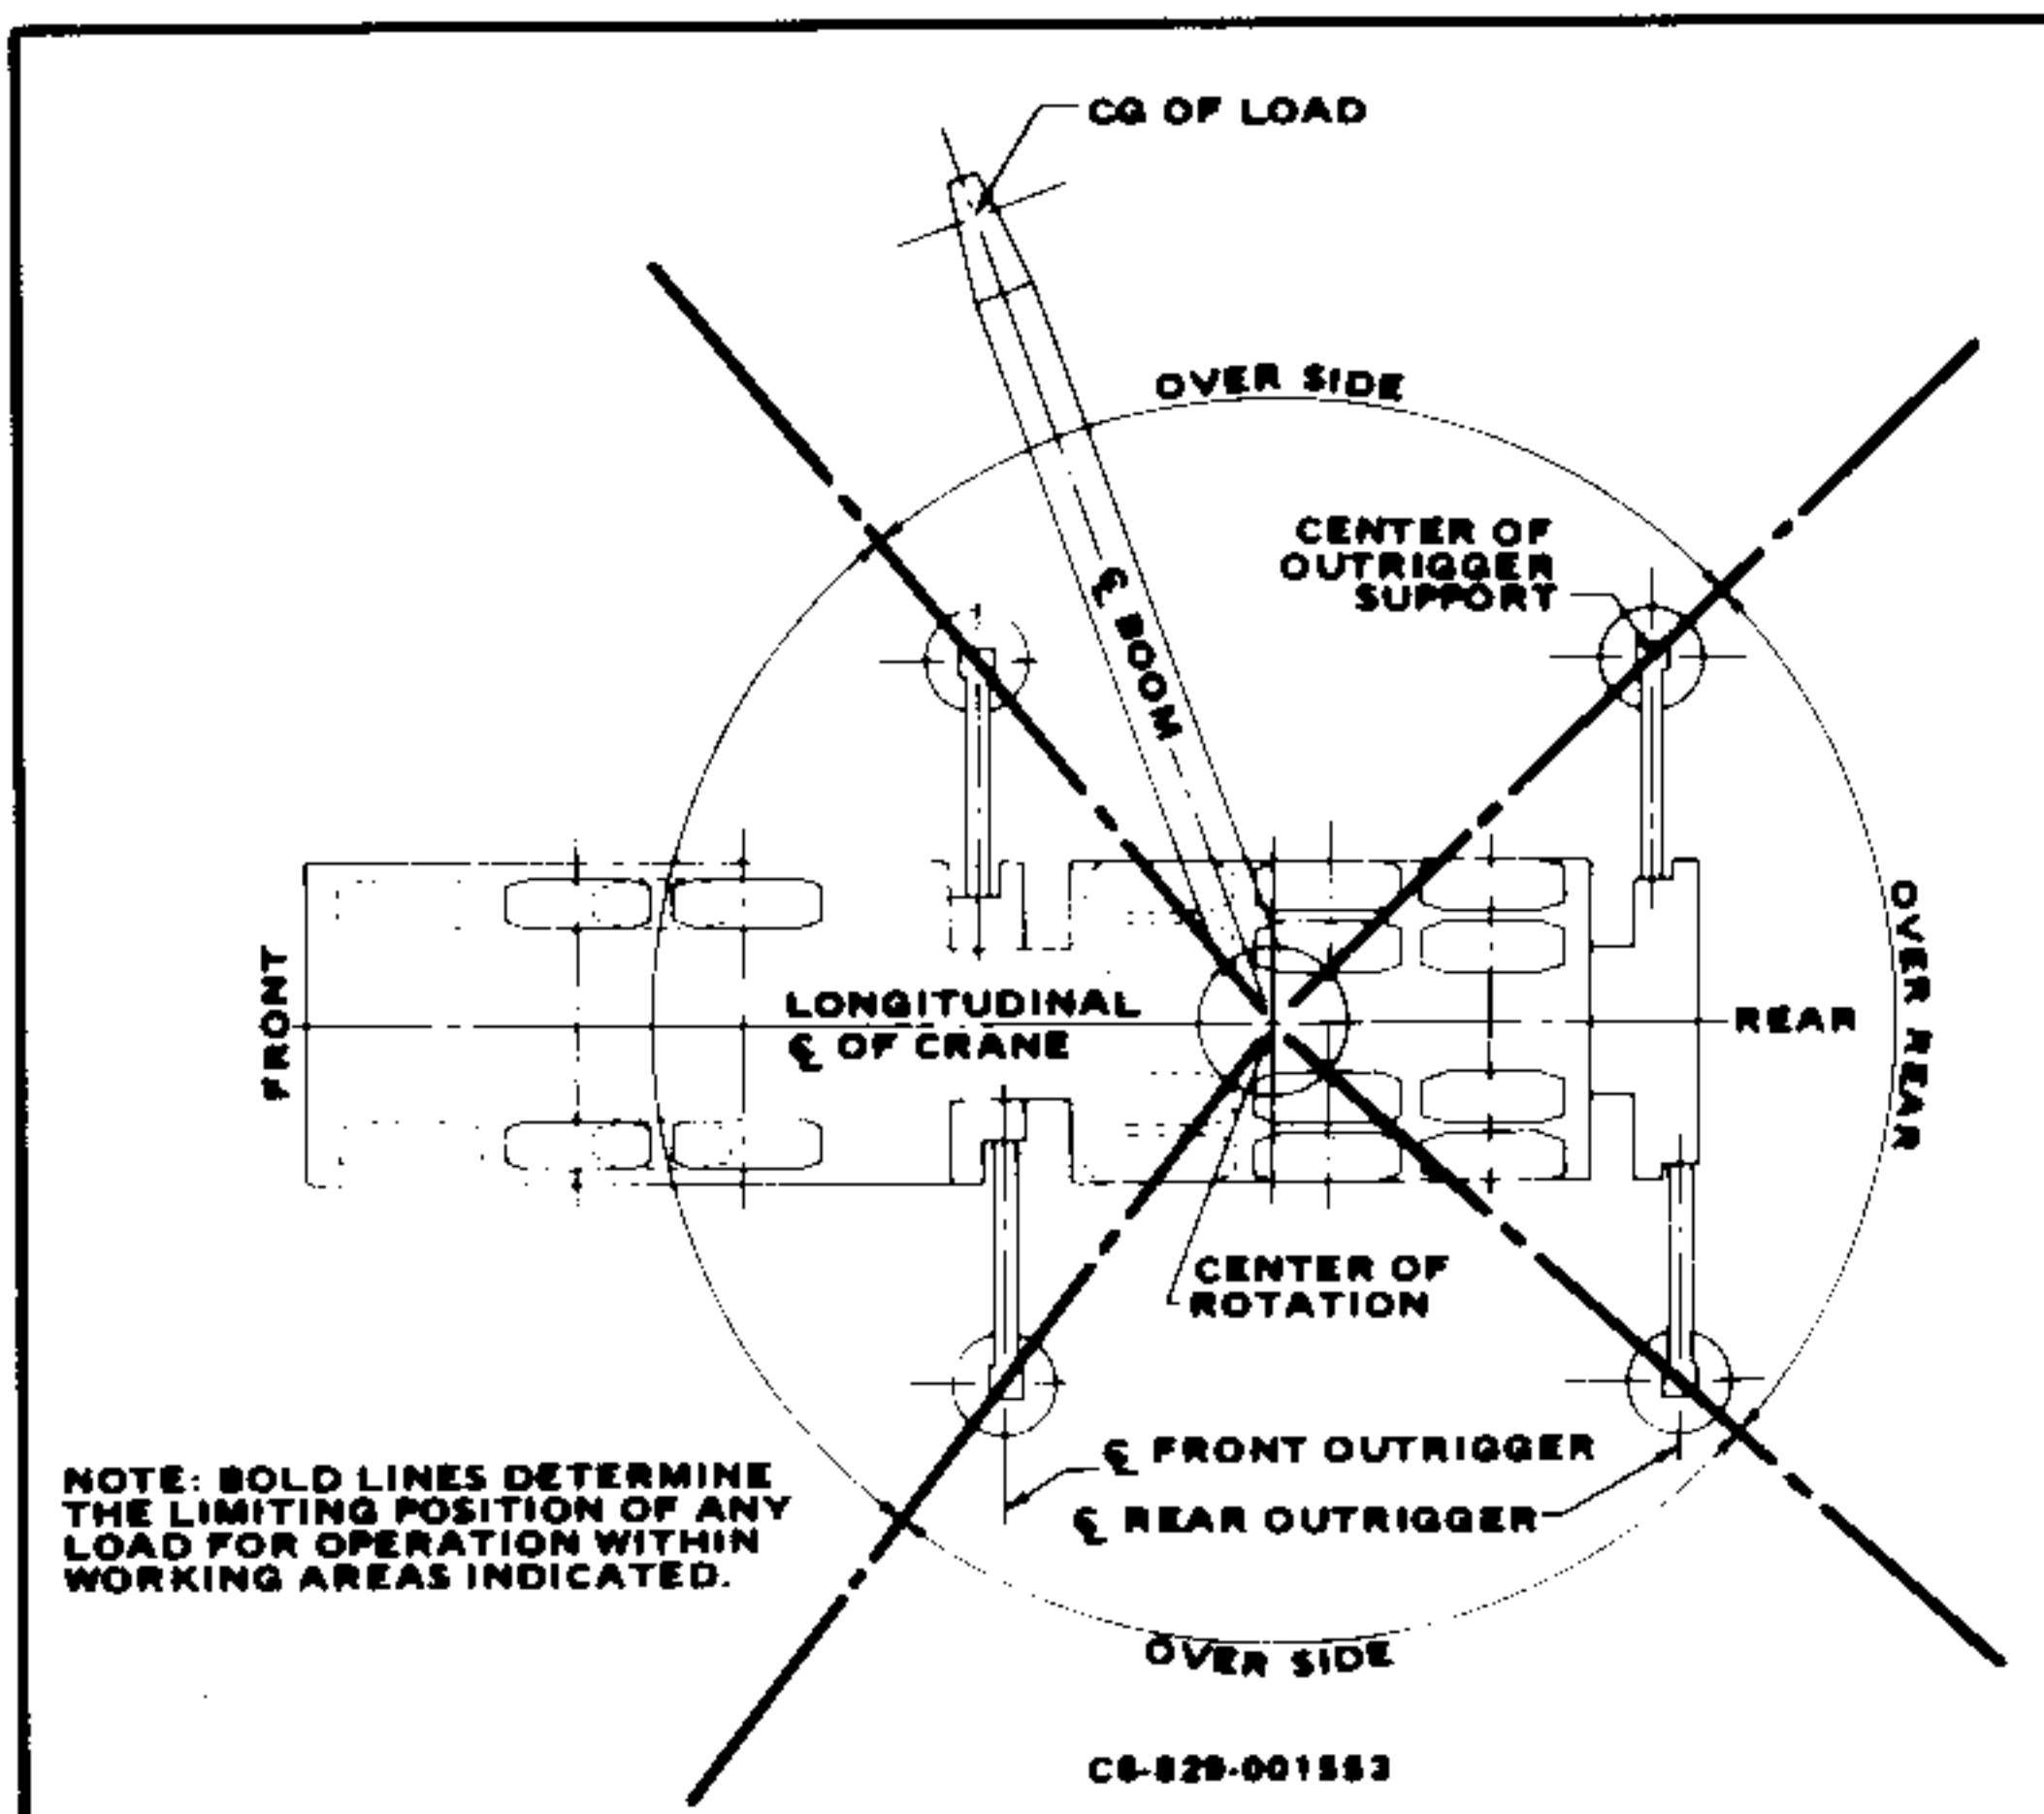 CG OF LOAD
OVER SIDE
CENTER OF
OUTRIGGER
SUPPORT
℄ BOOM
OVER REAR
FRONT
LONGITUDINAL
℄ OF CRANE
REAR
CENTER OF
ROTATION
℄ FRONT OUTRIGGER
℄ REAR OUTRIGGER
NOTE: BOLD LINES DETERMINE
THE LIMITING POSITION OF ANY
LOAD FOR OPERATION WITHIN
WORKING AREAS INDICATED.
OVER SIDE